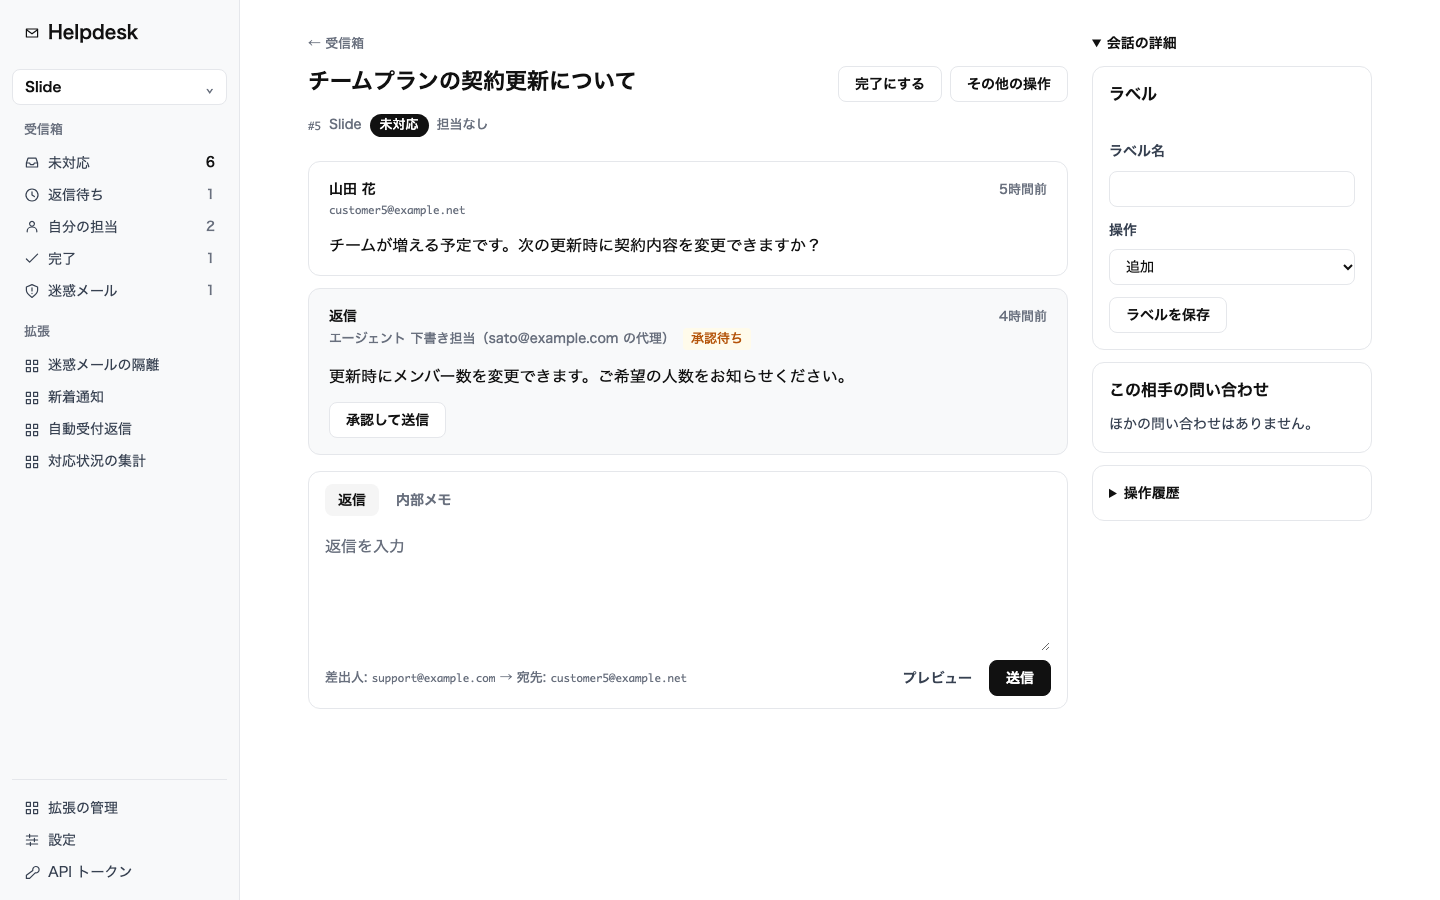 Helpdesk
Slide
受信箱
未対応 6
返信待ち 1
自分の担当 2
完了 1
迷惑メール 1
拡張
迷惑メールの隔離
新着通知
自動受付返信
対応状況の集計
拡張の管理
設定
API トークン
← 受信箱
チームプランの契約更新について
完了にする その他の操作
#5 Slide 未対応 担当なし
山田 花 5時間前
customer5@example.net
チームが増える予定です。次の更新時に契約内容を変更できますか？
返信 4時間前
エージェント 下書き担当（sato@example.com の代理） 承認待ち
更新時にメンバー数を変更できます。ご希望の人数をお知らせください。
承認して送信
返信 内部メモ
返信を入力
差出人: support@example.com → 宛先: customer5@example.net プレビュー 送信
▼ 会話の詳細
ラベル
ラベル名
操作
追加
ラベルを保存
この相手の問い合わせ
ほかの問い合わせはありません。
▶ 操作履歴